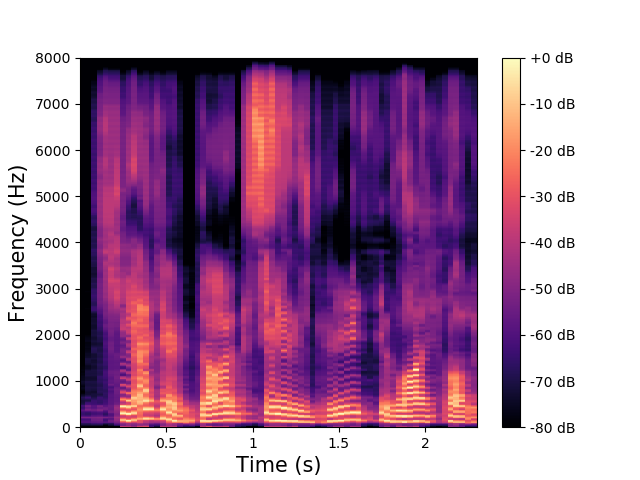 8000
7000
6000
5000
4000
3000
2000
1000
0
Frequency (Hz)
0
0.5
1
1.5
2
Time (s)
+0 dB
-10 dB
-20 dB
-30 dB
-40 dB
-50 dB
-60 dB
-70 dB
-80 dB